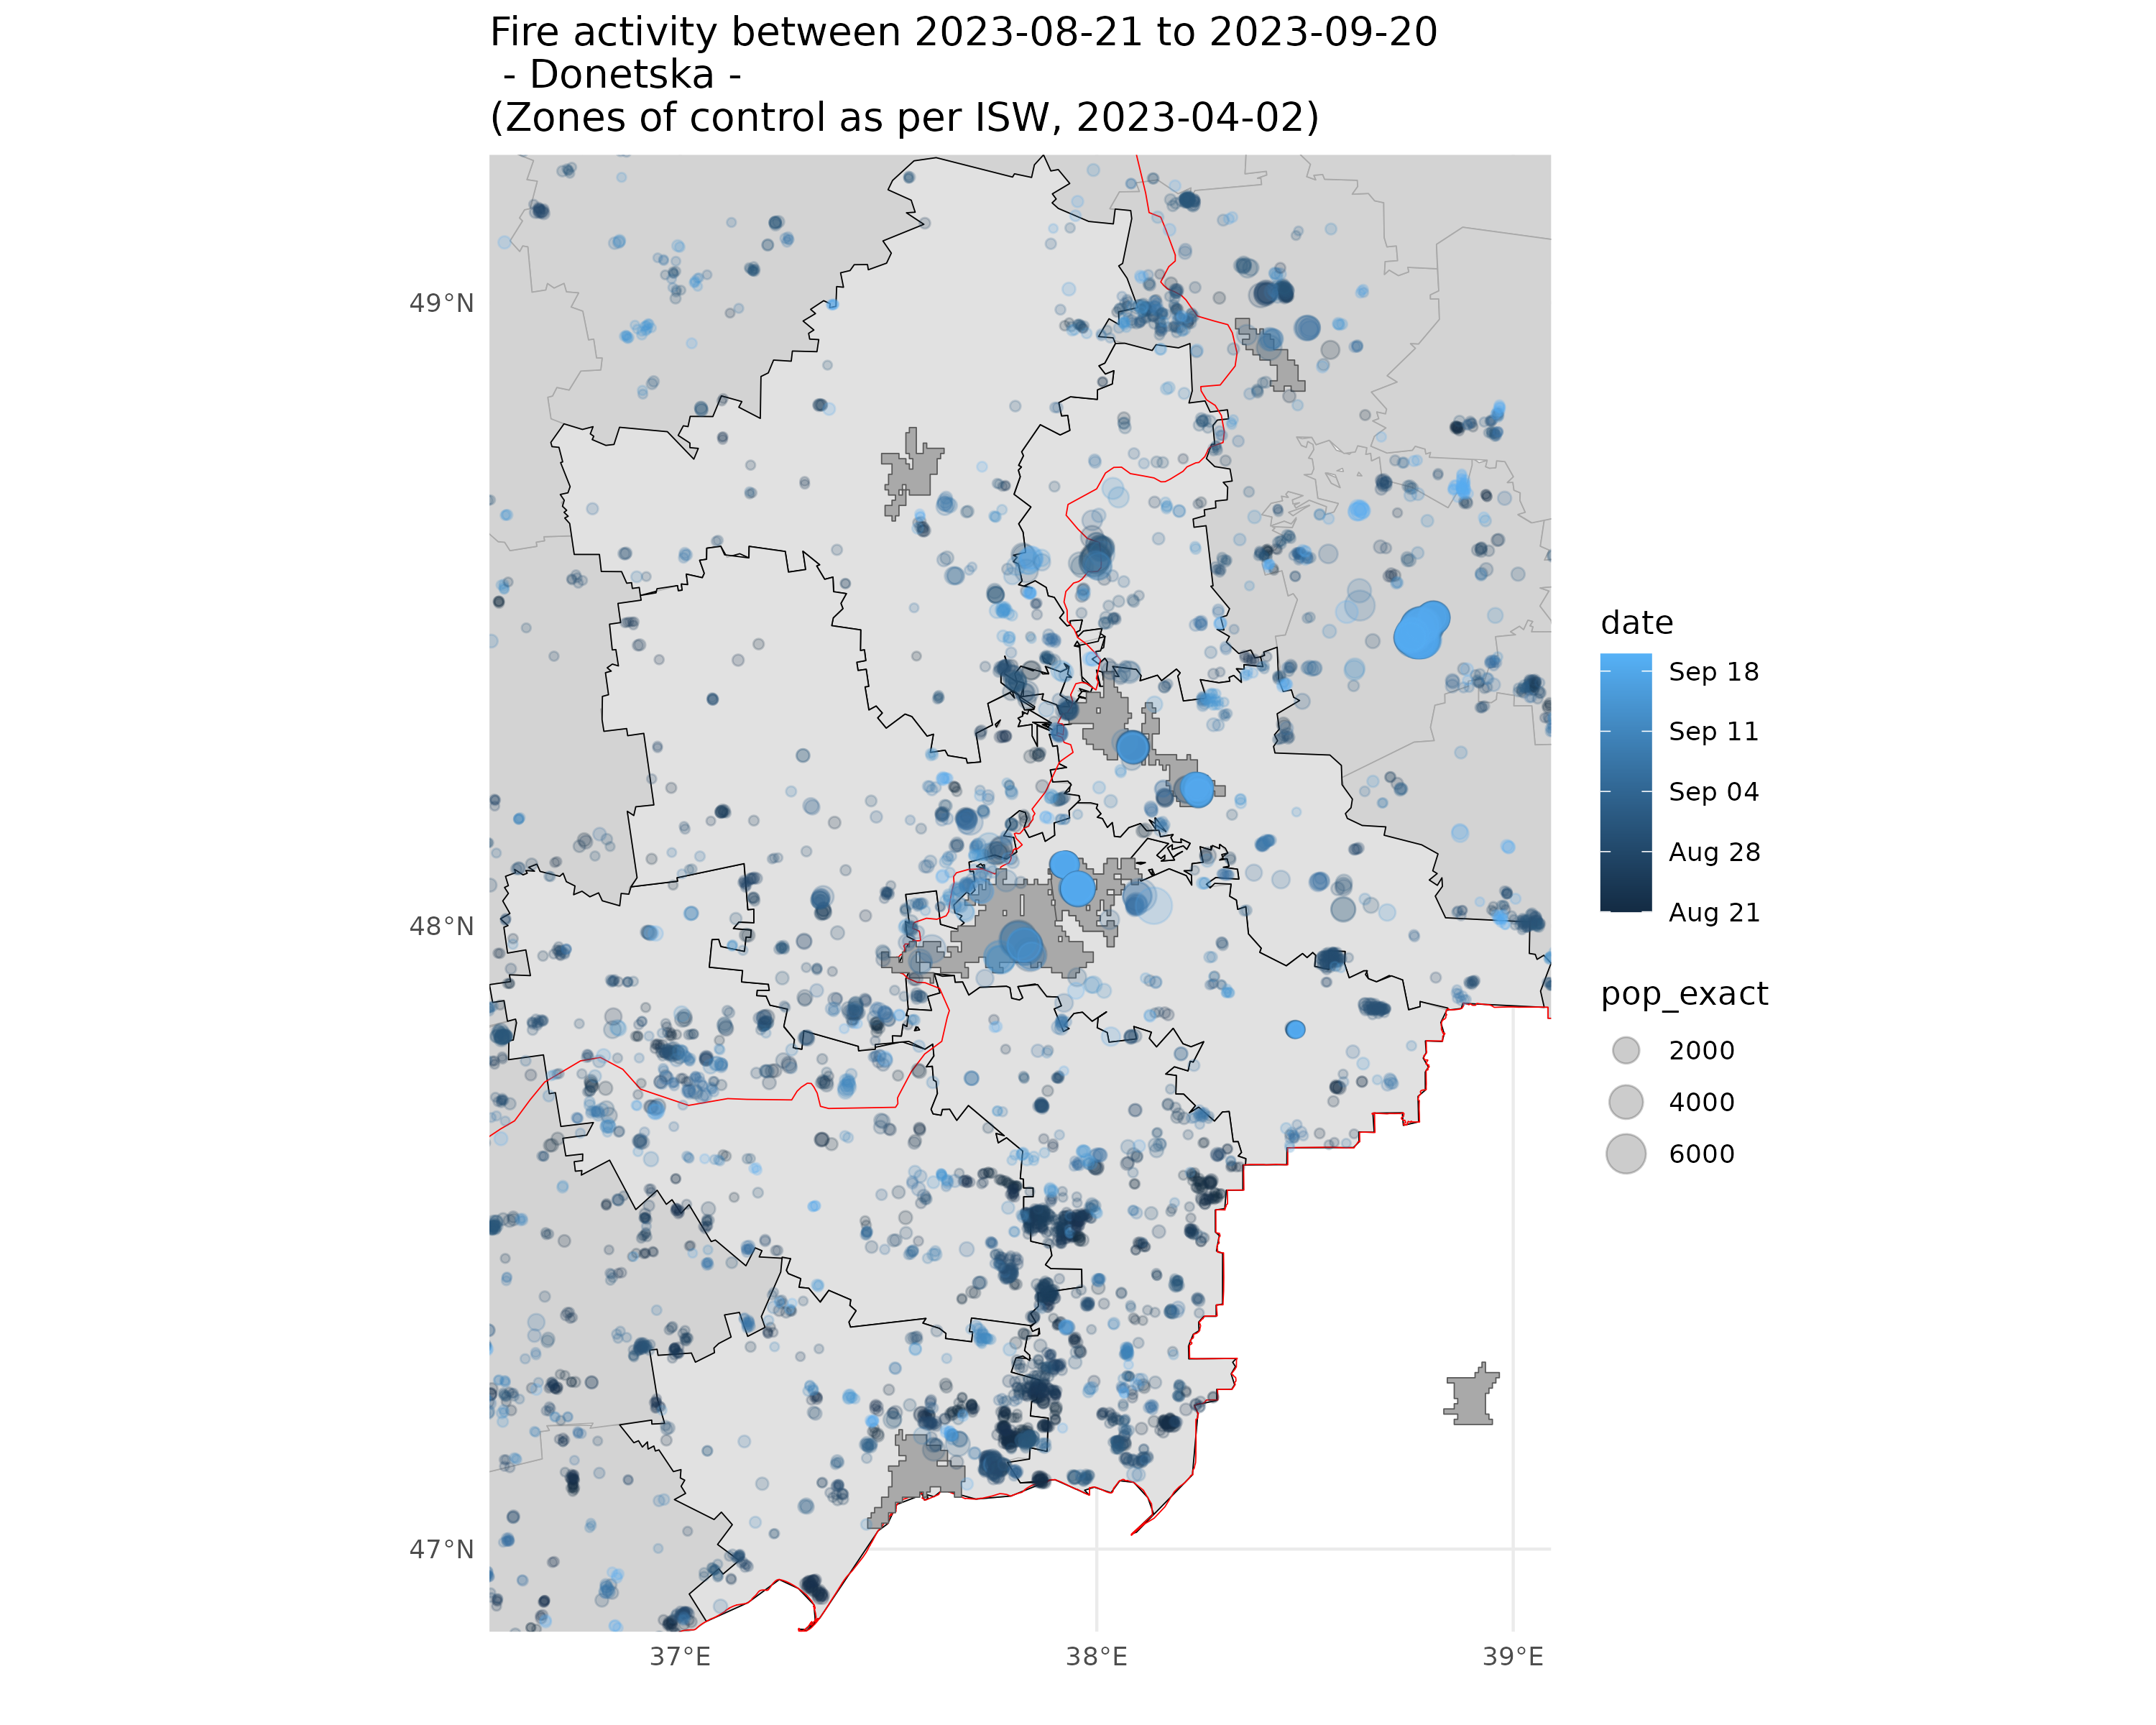 Fire activity between 2023-08-21 to 2023-09-20
- Donetska -
(Zones of control as per ISW, 2023-04-02)
49°N
48°N
47°N
37°E
38°E
39°E
date
Sep 18
Sep 11
Sep 04
Aug 28
Aug 21
pop_exact
2000
4000
6000